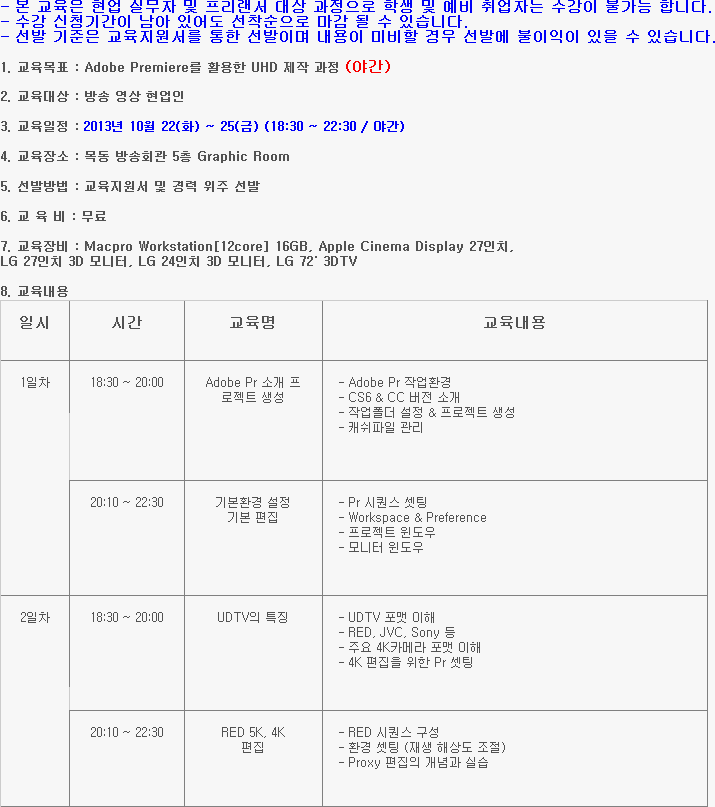 - 본 교육은 현업 실무자 및 프리랜서 대상 과정으로 학생 및 예비 취업자는 수강이 불가능 합니다.
- 수강 신청기간이 남아 있어도 선착순으로 마감 될 수 있습니다.
- 선발 기준은 교육지원서를 통한 선발이며 내용이 미비할 경우 선발에 불이익이 있을 수 있습니다.
1. 교육목표 : Adobe Premiere를 활용한 UHD 제작 과정 (야간)
2. 교육대상 : 방송 영상 현업인
3. 교육일정 : 2013년 10월 22(화) ~ 25(금) (18:30 ~ 22:30 / 야간)
4. 교육장소 : 목동 방송회관 5층 Graphic Room
5. 선발방법 : 교육지원서 및 경력 위주 선발
6. 교 육 비 : 무료
7. 교육장비 : Macpro Workstation[12core] 16GB, Apple Cinema Display 27인치,
LG 27인치 3D 모니터, LG 24인치 3D 모니터, LG 72" 3DTV
8. 교육내용
일시 시간 교육명 교육내용
1일차 18:30 ~ 20:00 Adobe Pr 소개 프 - Adobe Pr 작업환경
로젝트 생성 - CS6 & CC 버전 소개
- 작업폴더 설정 & 프로젝트 생성
- 캐쉬파일 관리
20:10 ~ 22:30 기본환경 설정 - Pr 시퀀스 셋팅
기본 편집 - Workspace & Preference
- 프로젝트 윈도우
- 모니터 윈도우
2일차 18:30 ~ 20:00 UDTV의 특징 - UDTV 포맷 이해
- RED, JVC, Sony 등
- 주요 4K카메라 포맷 이해
- 4K 편집을 위한 Pr 셋팅
20:10 ~ 22:30 RED 5K, 4K - RED 시퀀스 구성
편집 - 환경 셋팅 (재생 해상도 조절)
- Proxy 편집의 개념과 실습